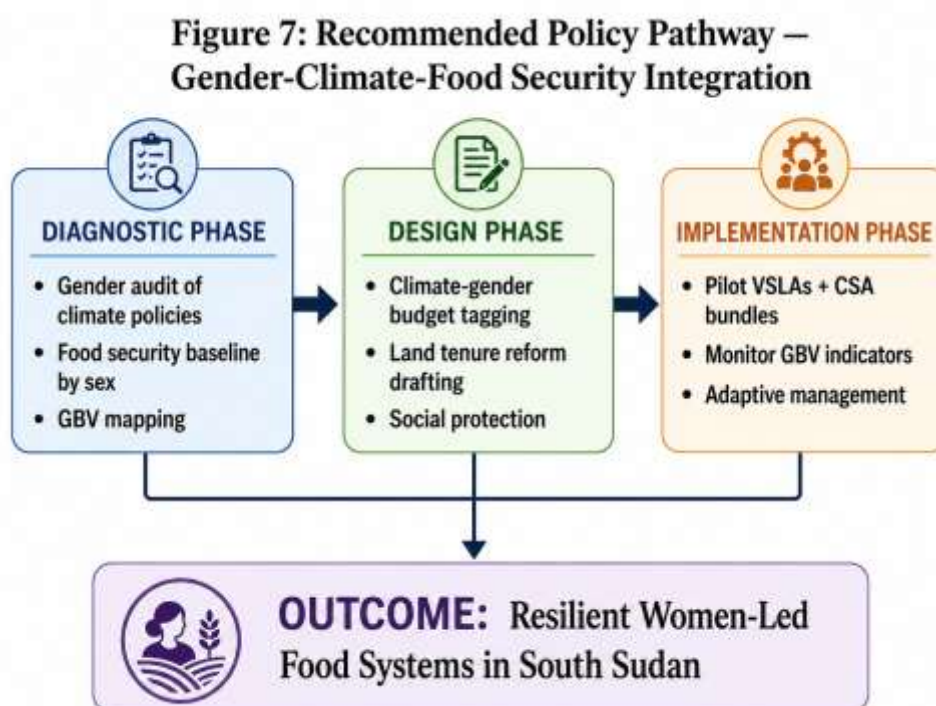 Figure 7: Recommended Policy Pathway –
Gender-Climate-Food Security Integration
DIAGNOSTIC PHASE
• Gender audit of
climate policies
• Food security baseline
by sex
• GBV mapping
DESIGN PHASE
• Climate-gender
budget tagging
• Land tenure reform
drafting
• Social protection
IMPLEMENTATION PHASE
• Pilot VSLAs + CSA
bundles
• Monitor GBV indicators
• Adaptive management
OUTCOME: Resilient Women-Led
Food Systems in South Sudan